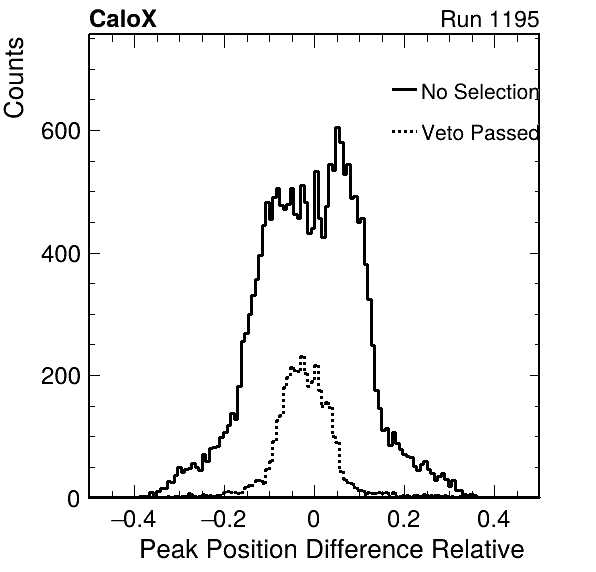 CaloX Run 1195
Counts
No Selection
Veto Passed
600
400
200
0
−0.4 −0.2 0 0.2 0.4
Peak Position Difference Relative